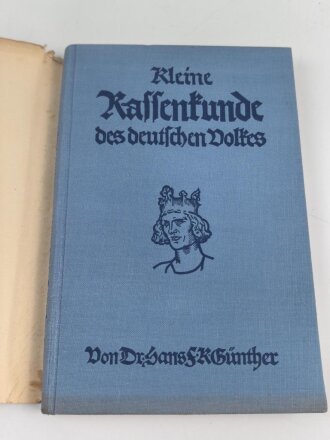 Kleine
Rassenkunde
des deutschen Volkes
Von Dr. Hans F. K. Günther